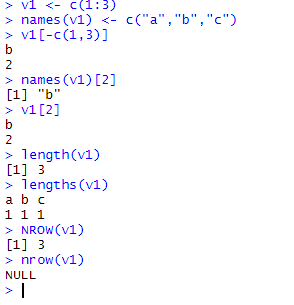 > v1 <- c(1:3)
> names(v1) <- c("a","b","c")
> v1[-c(1,3)]
b
2
> names(v1)[2]
[1] "b"
> v1[2]
b
2
> length(v1)
[1] 3
> lengths(v1)
a b c
1 1 1
> NROW(v1)
[1] 3
> nrow(v1)
NULL
>